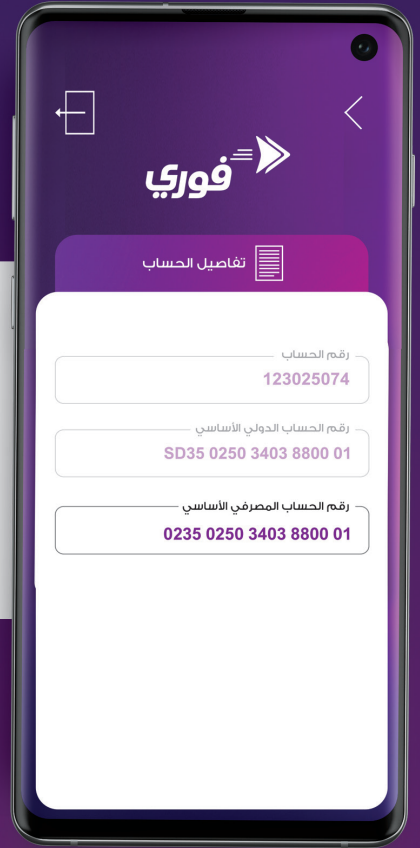 فوري
تفاصيل الحساب
رقم الحساب
123025074
رقم الحساب الدولي الأساسي
SD35 0250 3403 8800 01
رقم الحساب المصرفي الأساسي
0235 0250 3403 8800 01